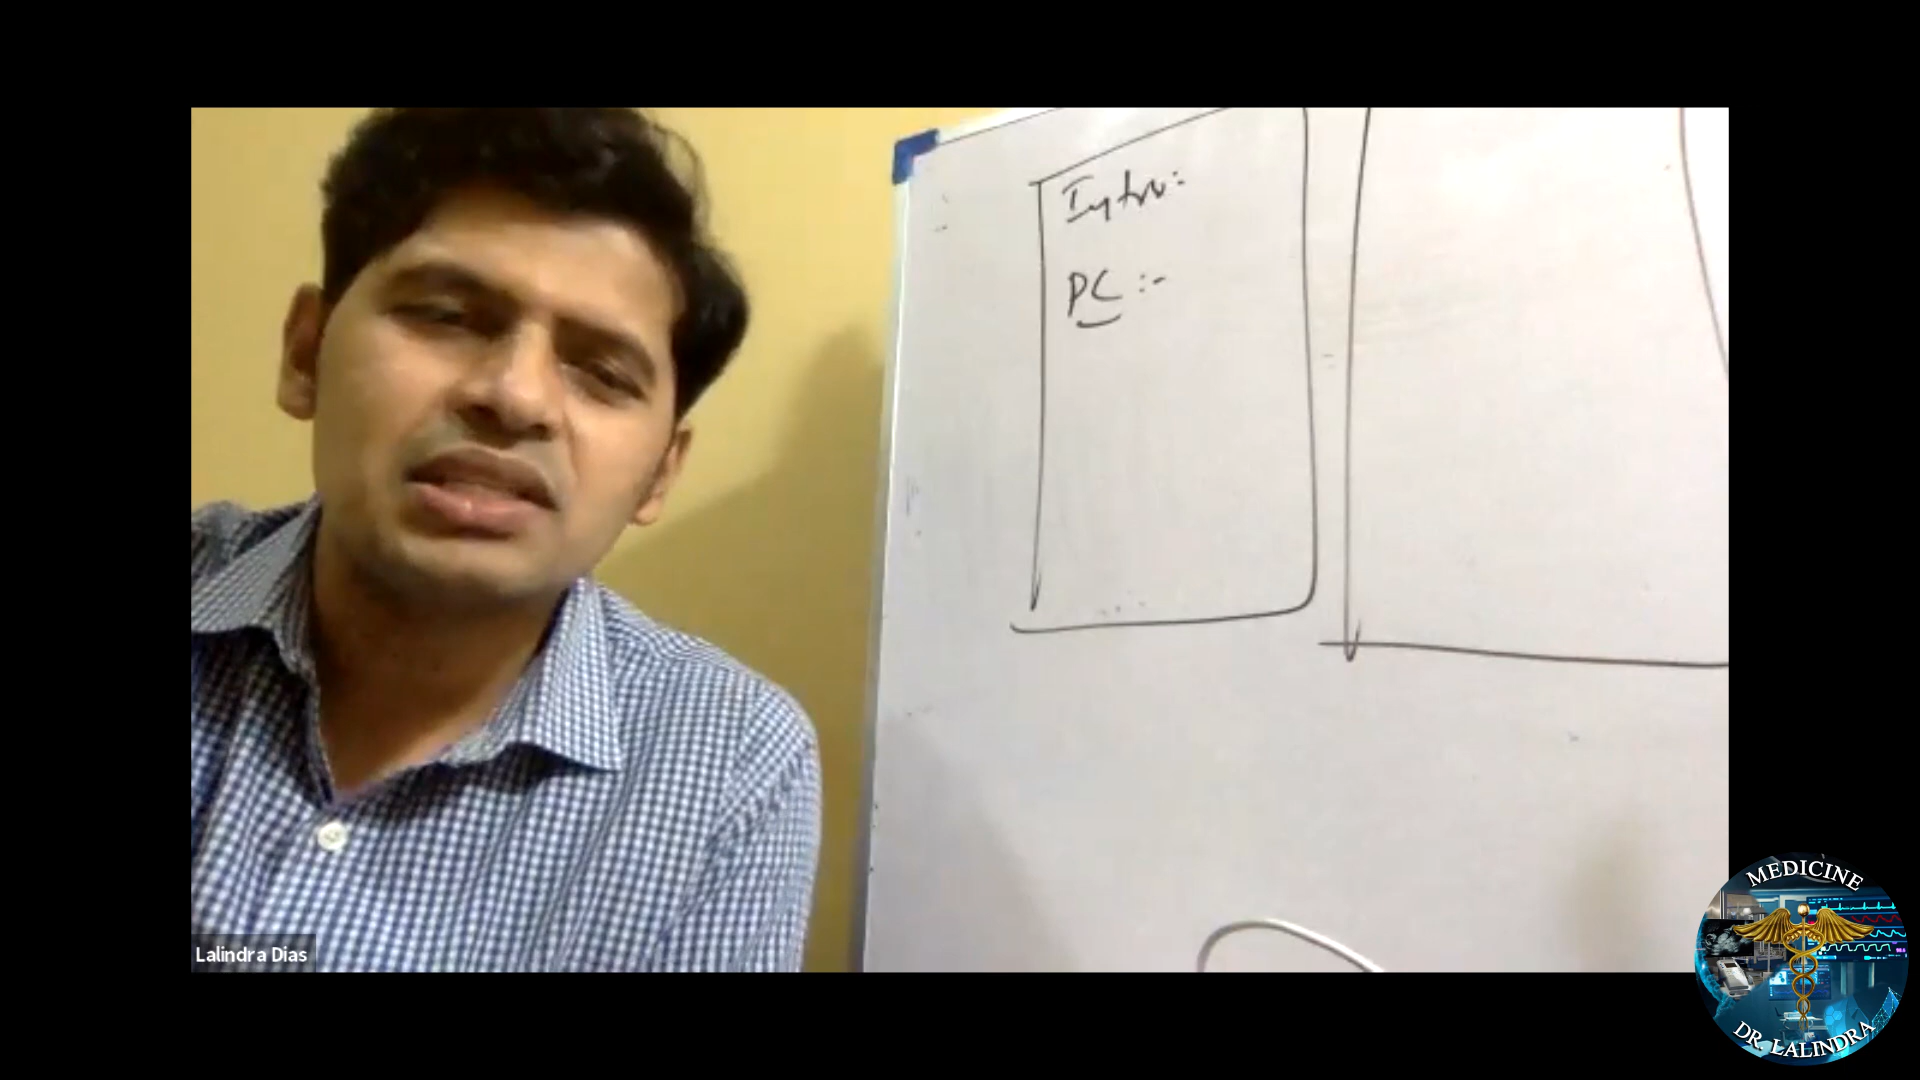 Intro:
PC :-
Lalindra Dias
MEDICINE
DR. LALINDRA